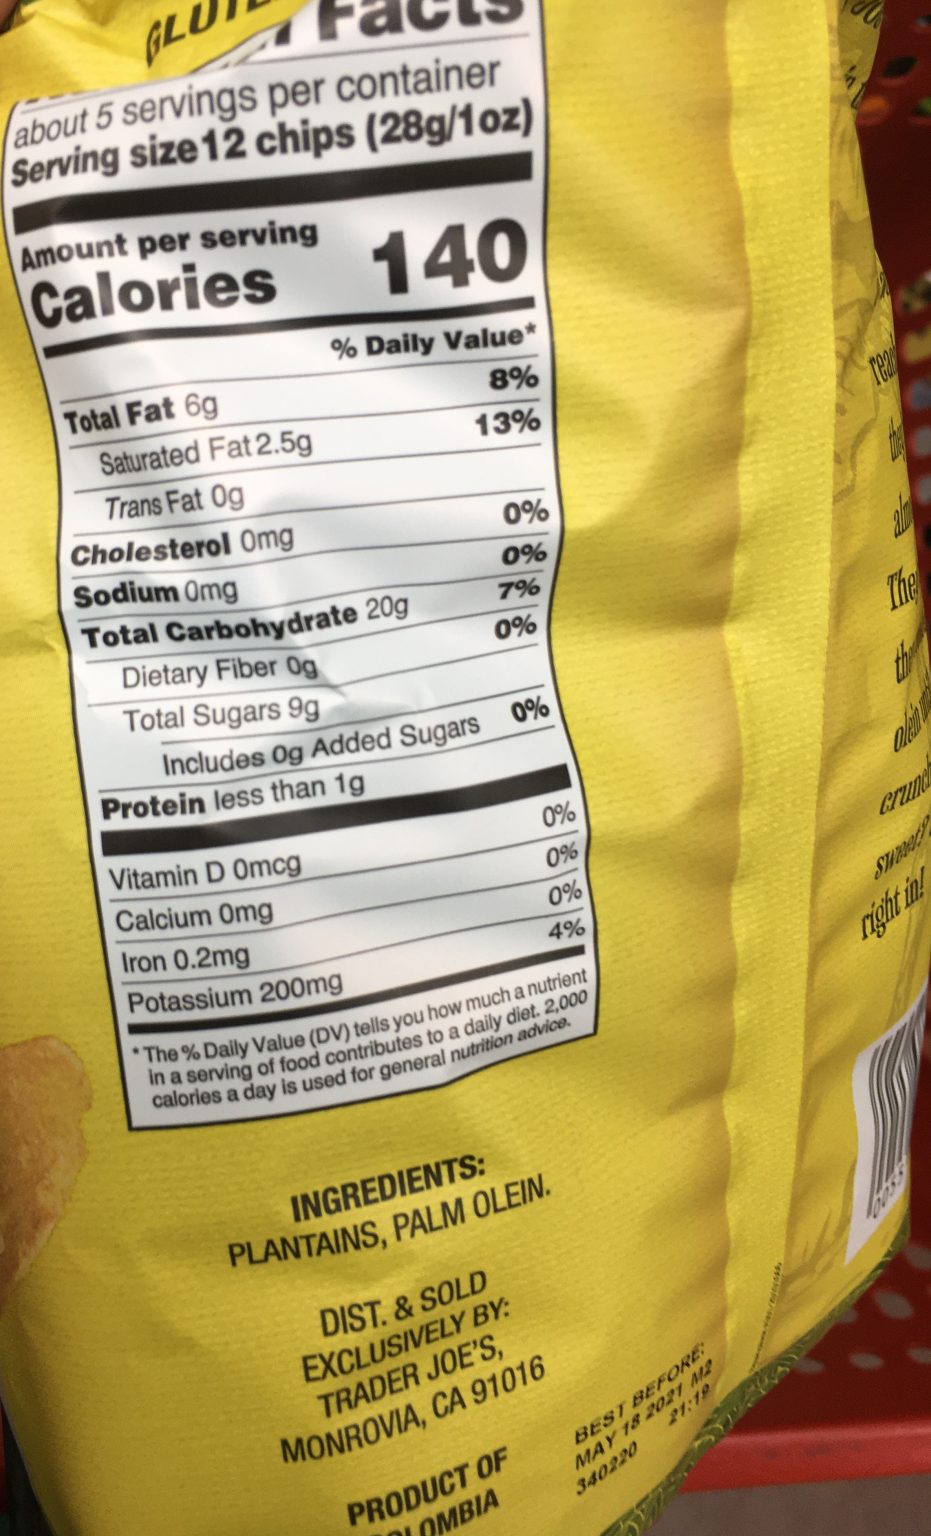 Facts
about 5 servings per container
Serving size 12 chips (28g/1oz)
Amount per serving
Calories 140
% Daily Value*
Total Fat 6g 8%
Saturated Fat 2.5g 13%
Trans Fat 0g
Cholesterol 0mg 0%
Sodium 0mg 0%
Total Carbohydrate 20g 7%
Dietary Fiber 0g 0%
Total Sugars 9g
Includes 0g Added Sugars 0%
Protein less than 1g
Vitamin D 0mcg 0%
Calcium 0mg 0%
Iron 0.2mg 0%
Potassium 200mg 4%
* The % Daily Value (DV) tells you how much a nutrient
in a serving of food contributes to a daily diet. 2,000
calories a day is used for general nutrition advice.
INGREDIENTS:
PLANTAINS, PALM OLEIN.
DIST. & SOLD
EXCLUSIVELY BY:
TRADER JOE'S,
MONROVIA, CA 91016
PRODUCT OF
BEST BEFORE:
MAY 18 2021 M2
340220 21:19
right in!